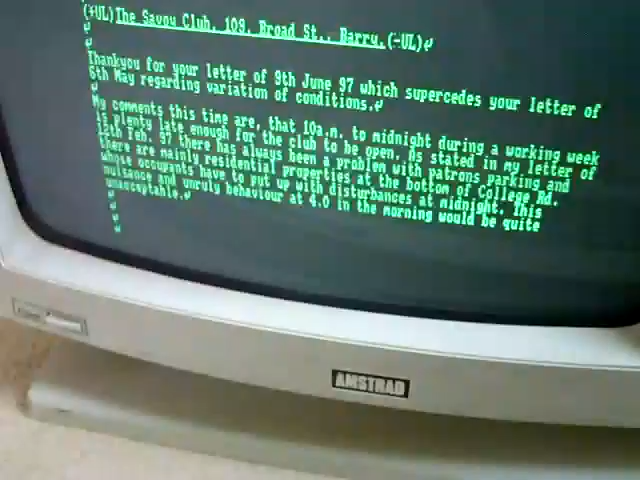 (+UL)The Savoy Club, 109, Broad St., Barry.(-UL)↵
↵
↵
Thankyou for your letter of 9th June 97 which supercedes your letter of
6th May regarding variation of conditions.↵
↵
My comments this time are, that 10a.m. to midnight during a working week
is plenty late enough for the club to be open. As stated in my letter of
12th Feb. 97 there has always been a problem with patrons parking and
there are mainly residential properties at the bottom of College Rd.
whose occupants have to put up with disturbances at midnight. This
nuisance and unruly behaviour at 4.0 in the morning would be quite
unacceptable.↵
↵
↵
↵
AMSTRAD